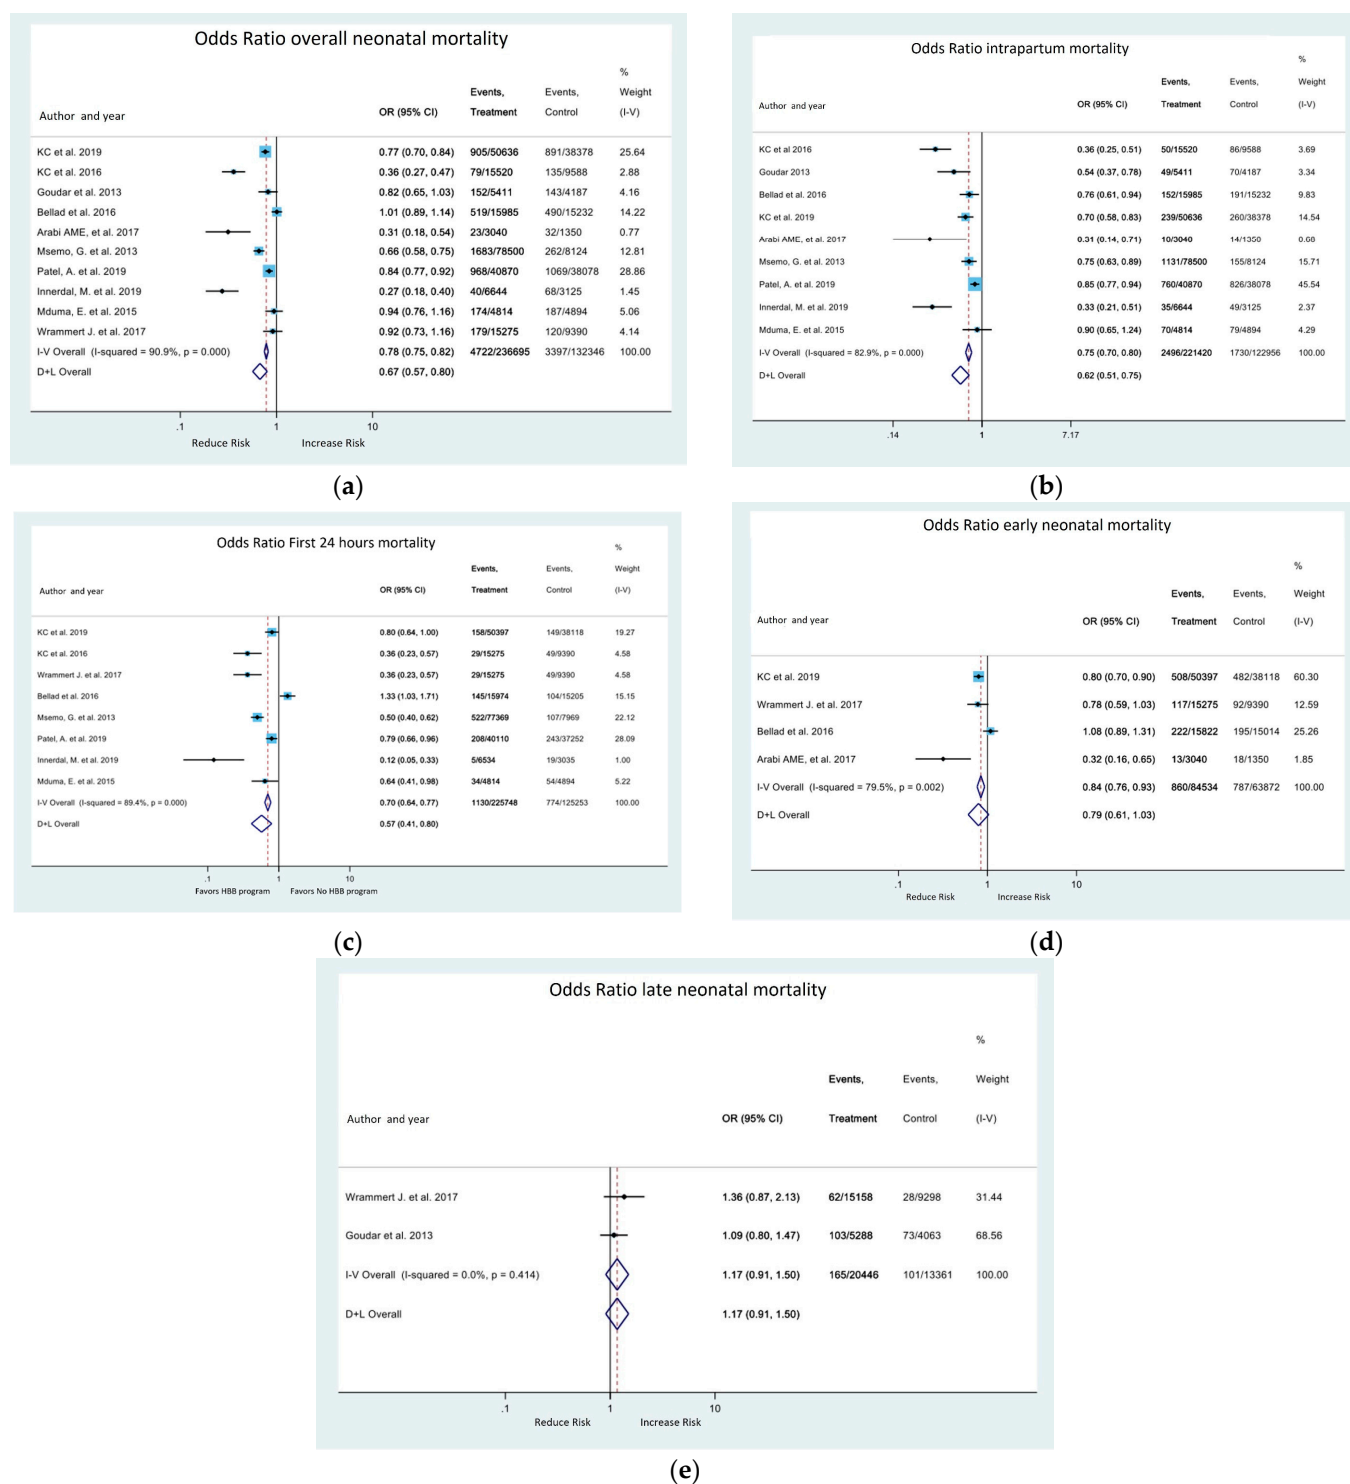 Odds Ratio overall neonatal mortality
%
Events, Events, Weight
Author and year OR (95% CI) Treatment Control (I-V)
KC et al. 2019 0.77 (0.70, 0.84) 905/50636 891/38378 25.64
KC et al. 2016 0.36 (0.27, 0.47) 79/15520 135/9588 2.88
Goudar et al. 2013 0.82 (0.65, 1.03) 152/5411 143/4187 4.16
Bellad et al. 2016 1.01 (0.89, 1.14) 519/15985 490/15232 14.22
Arabi AME, et al. 2017 0.31 (0.18, 0.54) 23/3040 32/1350 0.77
Msemo, G. et al. 2013 0.66 (0.58, 0.75) 1683/78500 262/8124 12.81
Patel, A. et al. 2019 0.84 (0.77, 0.92) 968/40870 1069/38078 28.86
Innerdal, M. et al. 2019 0.27 (0.18, 0.40) 40/6644 68/3125 1.45
Mduma, E. et al. 2015 0.94 (0.76, 1.16) 174/4814 187/4894 5.06
Wrammert J. et al. 2017 0.92 (0.73, 1.16) 179/15275 120/9390 4.14
I-V Overall (I-squared = 90.9%, p = 0.000) 0.78 (0.75, 0.82) 4722/236695 3397/132346 100.00
D+L Overall 0.67 (0.57, 0.80)
.1 1 10
Reduce Risk Increase Risk
(a)
Odds Ratio intrapartum mortality
%
Events, Events, Weight
Author and year OR (95% CI) Treatment Control (I-V)
KC et al 2016 0.36 (0.25, 0.51) 50/15520 86/9588 3.69
Goudar 2013 0.54 (0.37, 0.78) 49/5411 70/4187 3.34
Bellad et al. 2016 0.76 (0.61, 0.94) 152/15985 191/15232 9.83
KC et al. 2019 0.70 (0.58, 0.83) 239/50636 260/38378 14.54
Arabi AME, et al. 2017 0.31 (0.14, 0.71) 10/3040 14/1350 0.68
Msemo, G. et al. 2013 0.75 (0.63, 0.89) 1131/78500 155/8124 15.71
Patel, A. et al. 2019 0.85 (0.77, 0.94) 760/40870 826/38078 45.54
Innerdal, M. et al. 2019 0.33 (0.21, 0.51) 35/6644 49/3125 2.37
Mduma, E. et al. 2015 0.90 (0.65, 1.24) 70/4814 79/4894 4.29
I-V Overall (I-squared = 82.9%, p = 0.000) 0.75 (0.70, 0.80) 2496/221420 1730/122956 100.00
D+L Overall 0.62 (0.51, 0.75)
.14 1 7.17
(b)
Odds Ratio First 24 hours mortality
%
Events, Events, Weight
Author and year OR (95% CI) Treatment Control (I-V)
KC et al. 2019 0.80 (0.64, 1.00) 158/50397 149/38118 19.27
KC et al. 2016 0.36 (0.23, 0.57) 29/15275 49/9390 4.58
Wrammert J. et al. 2017 0.36 (0.23, 0.57) 29/15275 49/9390 4.58
Bellad et al. 2016 1.33 (1.03, 1.71) 145/15974 104/15205 15.15
Msemo, G. et al. 2013 0.50 (0.40, 0.62) 522/77369 107/7969 22.12
Patel, A. et al. 2019 0.79 (0.66, 0.96) 208/40110 243/37252 28.09
Innerdal, M. et al. 2019 0.12 (0.05, 0.33) 5/6534 19/3035 1.00
Mduma, E. et al. 2015 0.64 (0.41, 0.98) 34/4814 54/4894 5.22
I-V Overall (I-squared = 89.4%, p = 0.000) 0.70 (0.64, 0.77) 1130/225748 774/125253 100.00
D+L Overall 0.57 (0.41, 0.80)
.1 1 10
Favors HBB program Favors No HBB program
(c)
Odds Ratio early neonatal mortality
%
Events, Events, Weight
Author and year OR (95% CI) Treatment Control (I-V)
KC et al. 2019 0.80 (0.70, 0.90) 508/50397 482/38118 60.30
Wrammert J. et al. 2017 0.78 (0.59, 1.03) 117/15275 92/9390 12.59
Bellad et al. 2016 1.08 (0.89, 1.31) 222/15822 195/15014 25.26
Arabi AME, et al. 2017 0.32 (0.16, 0.65) 13/3040 18/1350 1.85
I-V Overall (I-squared = 79.5%, p = 0.002) 0.84 (0.76, 0.93) 860/84534 787/63872 100.00
D+L Overall 0.79 (0.61, 1.03)
.1 1 10
Reduce Risk Increase Risk
(d)
Odds Ratio late neonatal mortality
%
Events, Events, Weight
Author and year OR (95% CI) Treatment Control (I-V)
Wrammert J. et al. 2017 1.36 (0.87, 2.13) 62/15158 28/9298 31.44
Goudar et al. 2013 1.09 (0.80, 1.47) 103/5288 73/4063 68.56
I-V Overall (I-squared = 0.0%, p = 0.414) 1.17 (0.91, 1.50) 165/20446 101/13361 100.00
D+L Overall 1.17 (0.91, 1.50)
.1 1 10
Reduce Risk Increase Risk
(e)